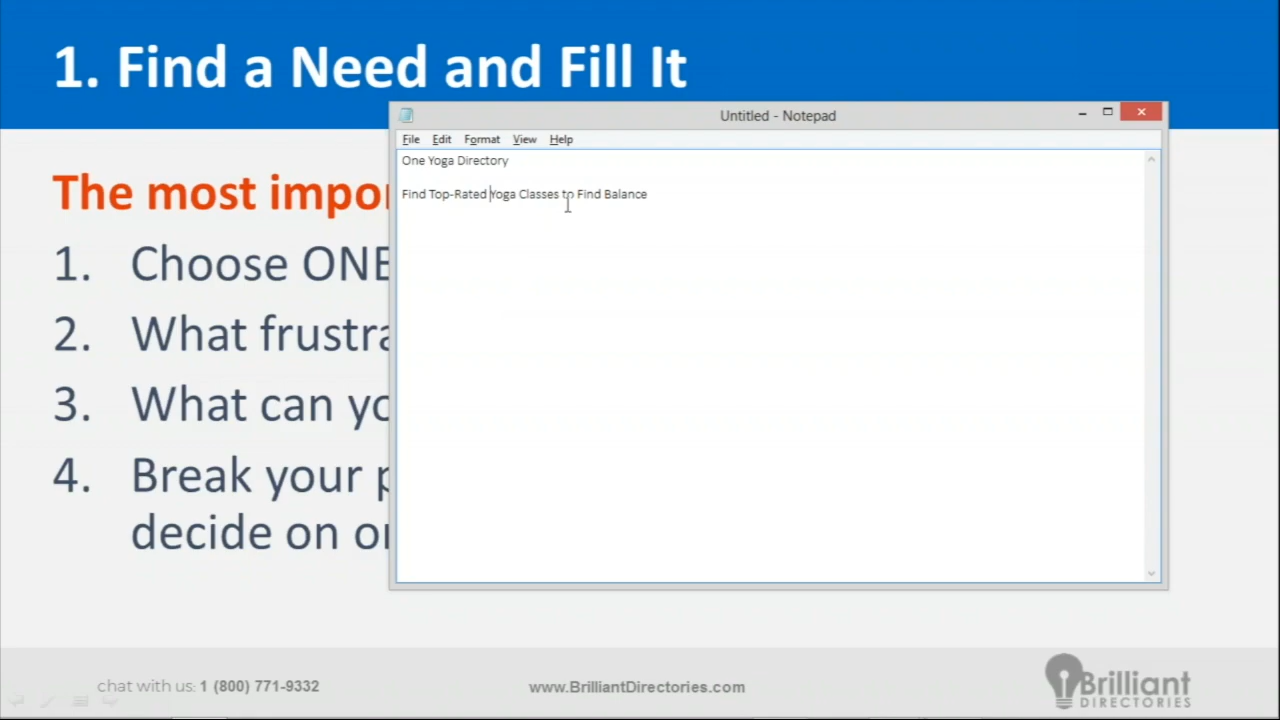 1. Find a Need and Fill It
Untitled - Notepad
File Edit Format View Help
One Yoga Directory
Find Top-Rated Yoga Classes to Find Balance
The most impo
1. Choose ONE
2. What frustra
3. What can yo
4. Break your p
decide on o
chat with us: 1 (800) 771-9332
www.BrilliantDirectories.com
Brilliant
DIRECTORIES